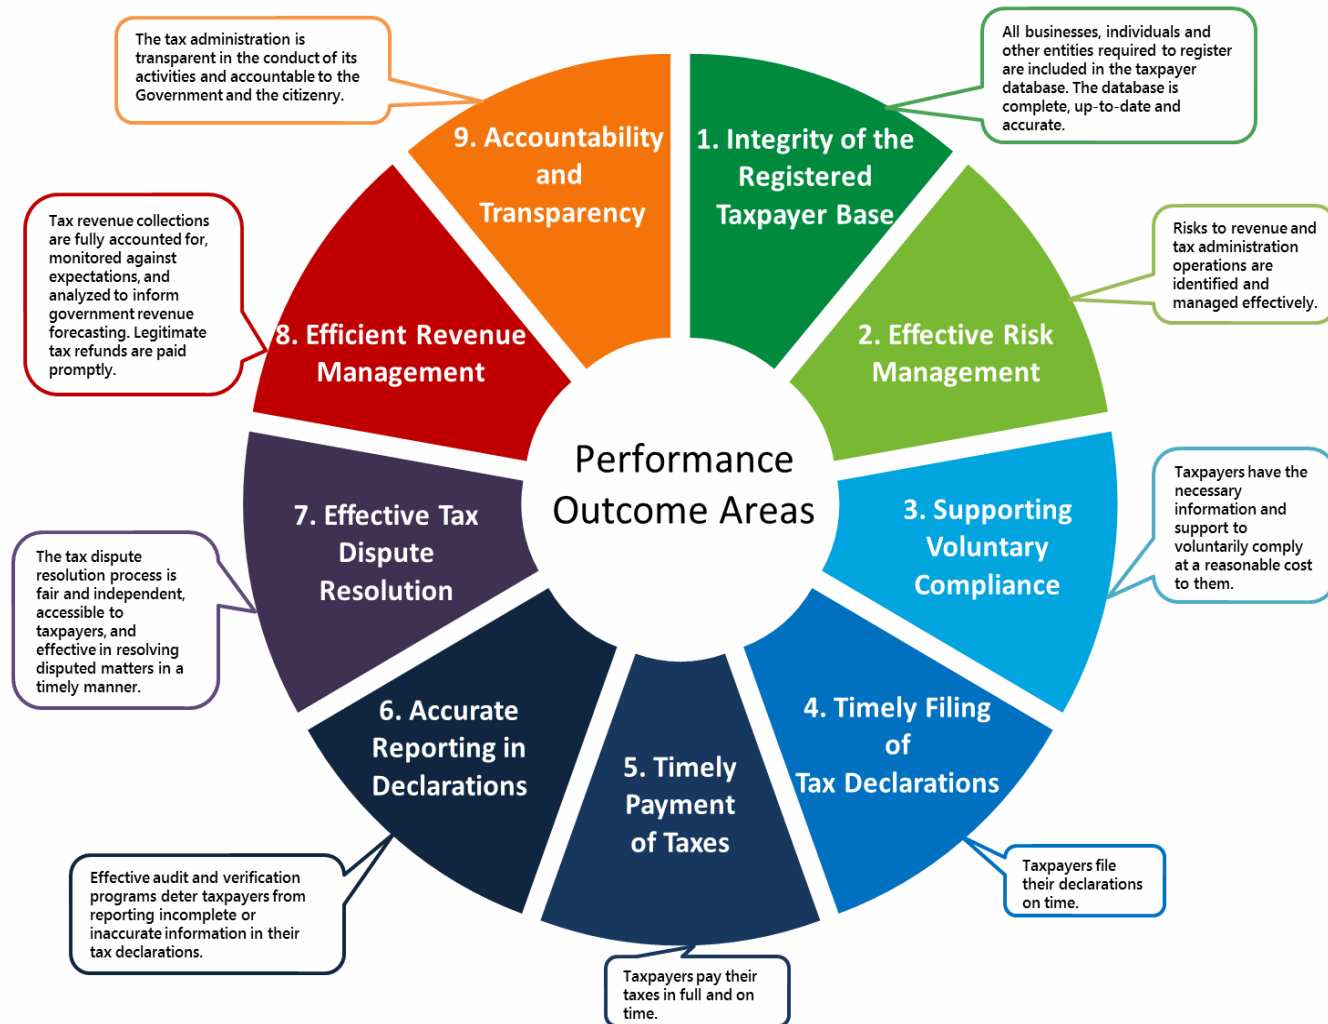 The tax administration is
transparent in the conduct of its
activities and accountable to the
Government and the citizenry.
All businesses, individuals and
other entities required to register
are included in the taxpayer
database. The database is
complete, up-to-date and
accurate.
9. Accountability
and
Transparency
1. Integrity of the
Registered
Taxpayer Base
Tax revenue collections
are fully accounted for,
monitored against
expectations, and
analyzed to inform
government revenue
forecasting. Legitimate
tax refunds are paid
promptly.
Risks to revenue and
tax administration
operations are
identified and
managed effectively.
8. Efficient Revenue
Management
2. Effective Risk
Management
Performance
Outcome Areas
Taxpayers have the
necessary
information and
support to
voluntarily comply
at a reasonable cost
to them.
7. Effective Tax
Dispute
Resolution
3. Supporting
Voluntary
Compliance
The tax dispute
resolution process is
fair and independent,
accessible to
taxpayers, and
effective in resolving
disputed matters in a
timely manner.
6. Accurate
Reporting in
Declarations
4. Timely Filing
of
Tax Declarations
5. Timely
Payment
of Taxes
Effective audit and verification
programs deter taxpayers from
reporting incomplete or
inaccurate information in their
tax declarations.
Taxpayers file
their declarations
on time.
Taxpayers pay their
taxes in full and on
time.